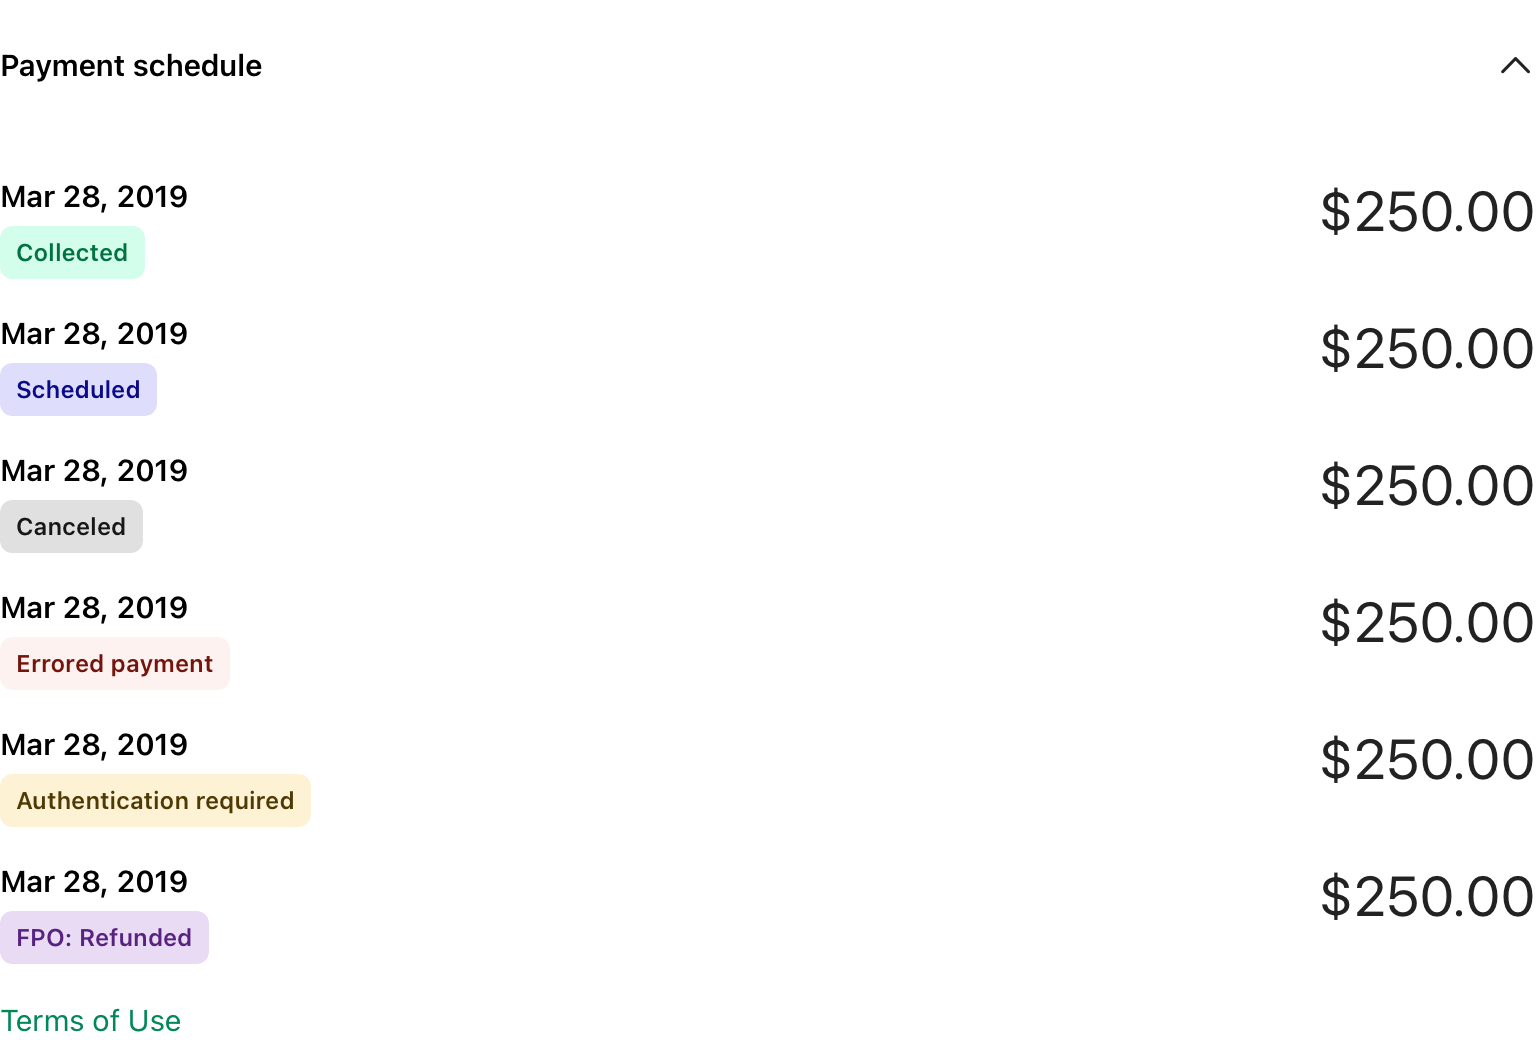 Payment schedule
Mar 28, 2019
$250.00
Collected
Mar 28, 2019
$250.00
Scheduled
Mar 28, 2019
$250.00
Canceled
Mar 28, 2019
$250.00
Errored payment
Mar 28, 2019
$250.00
Authentication required
Mar 28, 2019
$250.00
FPO: Refunded
Terms of Use